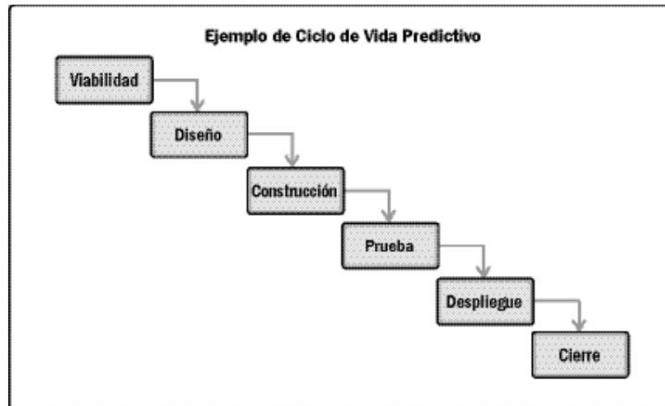 Ejemplo de Ciclo de Vida Predictivo
Viabilidad
Diseño
Construcción
Prueba
Despliegue
Cierre